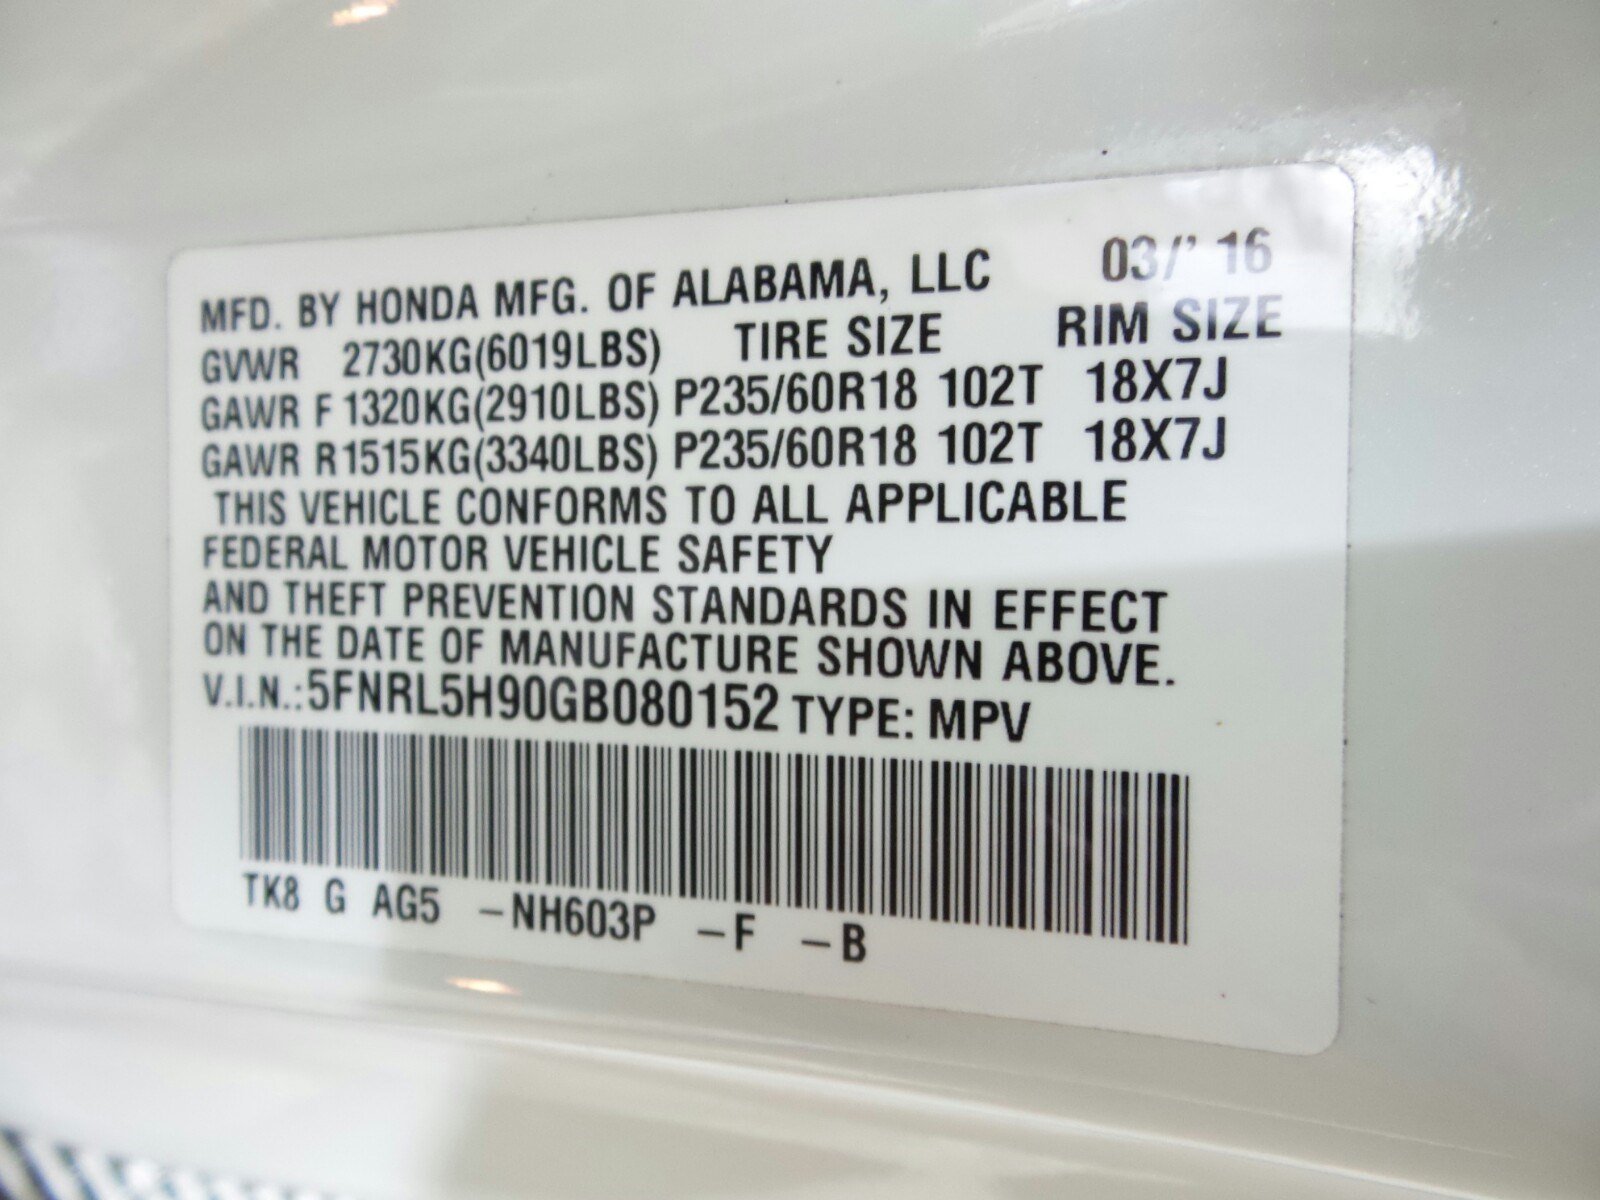 MFD. BY HONDA MFG. OF ALABAMA, LLC 03/' 16
GVWR 2730KG(6019LBS) TIRE SIZE RIM SIZE
GAWR F 1320KG(2910LBS) P235/60R18 102T 18X7J
GAWR R1515KG(3340LBS) P235/60R18 102T 18X7J
THIS VEHICLE CONFORMS TO ALL APPLICABLE
FEDERAL MOTOR VEHICLE SAFETY
AND THEFT PREVENTION STANDARDS IN EFFECT
ON THE DATE OF MANUFACTURE SHOWN ABOVE.
V.I.N.:5FNRL5H90GB080152 TYPE: MPV
TK8 G AG5 -NH603P -F -B